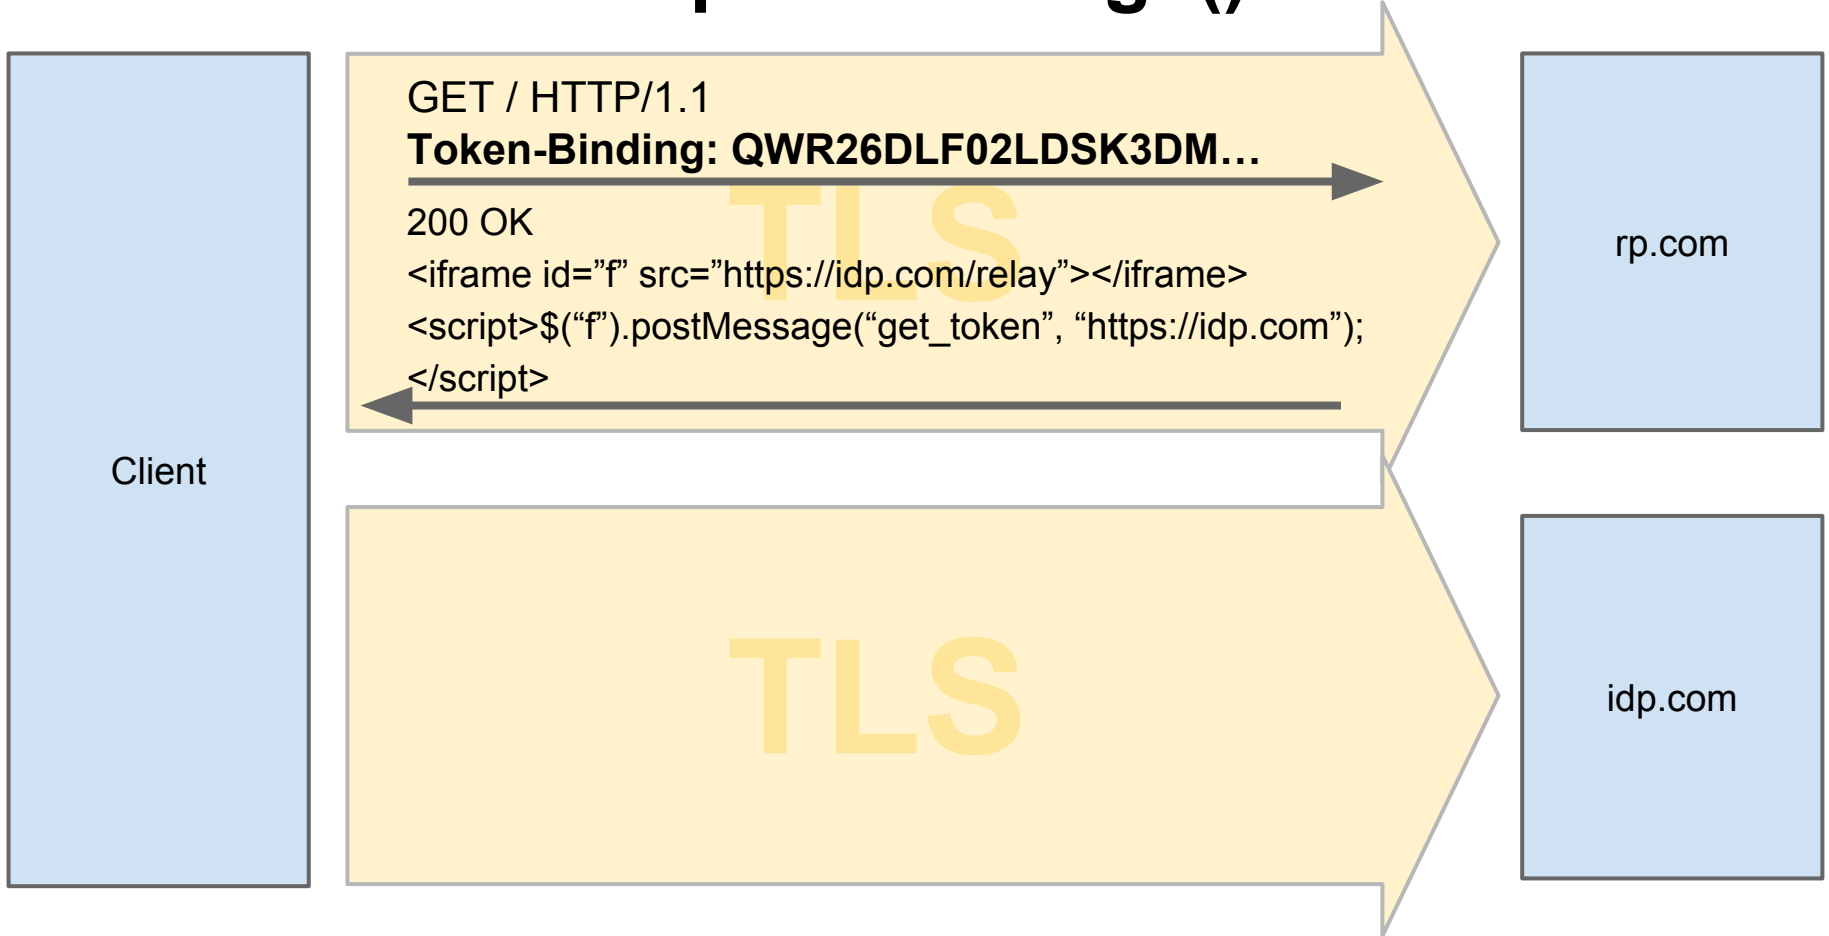 GET / HTTP/1.1
Token-Binding: QWR26DLF02LDSK3DM…
TLS
200 OK
<iframe id=”f” src=”https://idp.com/relay”></iframe>
<script>$(“f”).postMessage(“get_token”, “https://idp.com”);
</script>
rp.com
Client
TLS
idp.com